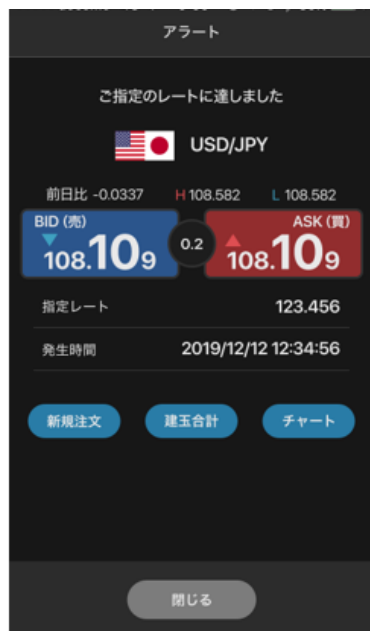 アラート
ご指定のレートに達しました
USD/JPY
前日比 -0.0337 H 108.582 L 108.582
BID (売) ASK (買)
108.109 0.2 108.109
指定レート 123.456
発生時間 2019/12/12 12:34:56
新規注文 建玉合計 チャート
閉じる